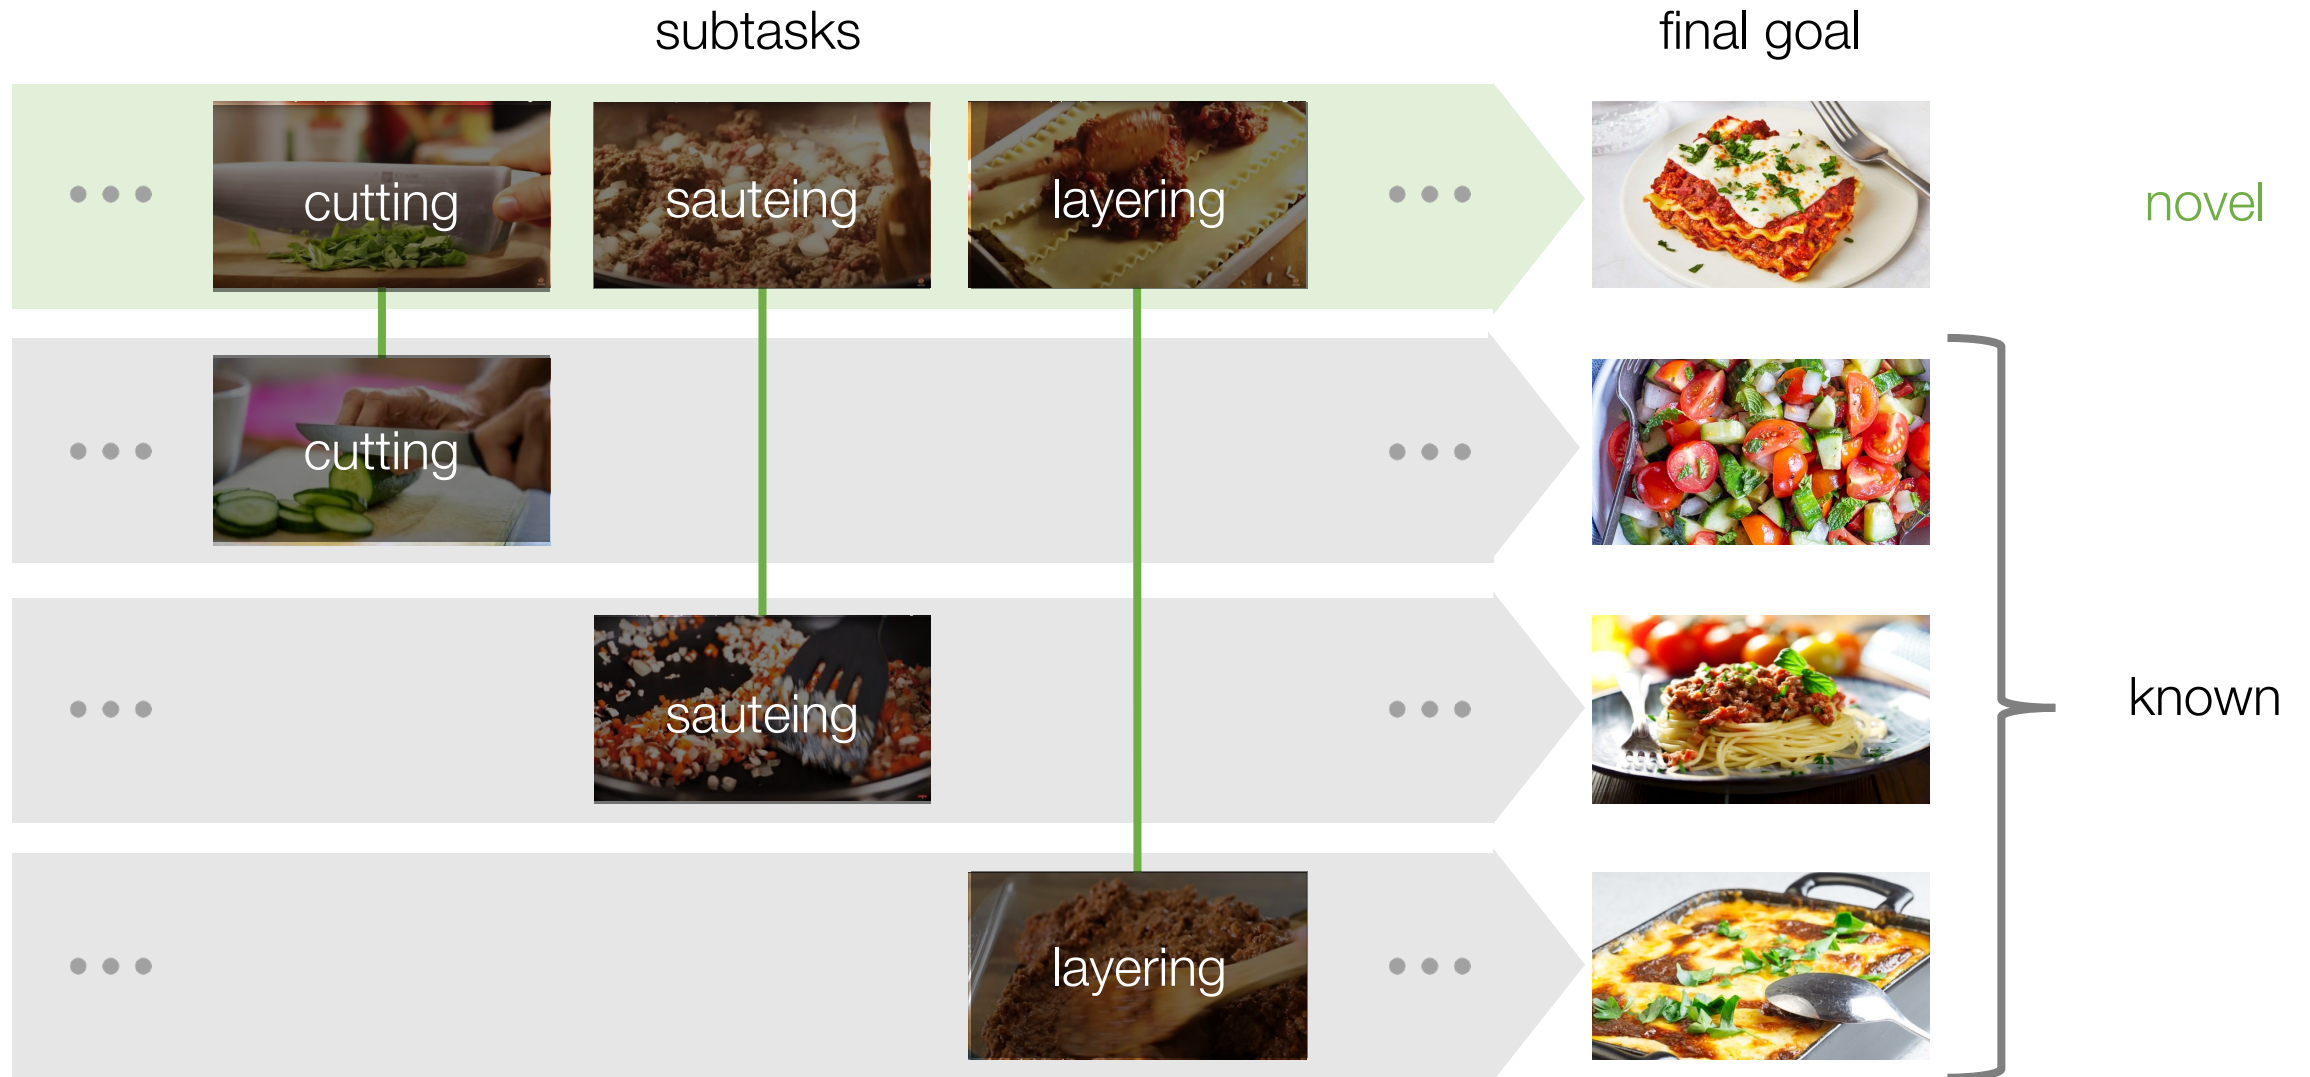 subtasks
final goal
cutting
sauteing
layering
novel
cutting
sauteing
known
layering